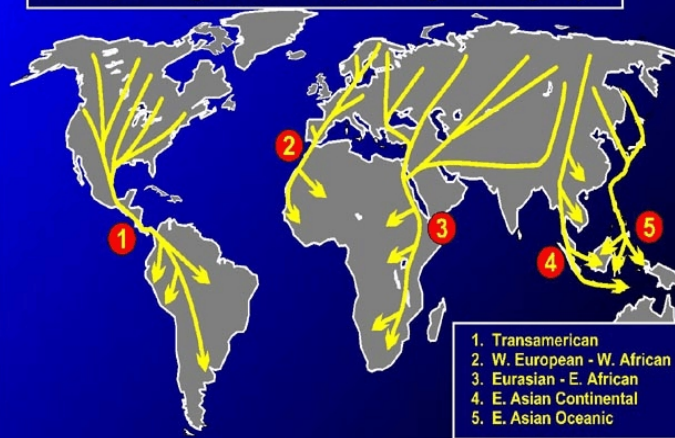 1
2
3
4
5
1. Transamerican
2. W. European - W. African
3. Eurasian - E. African
4. E. Asian Continental
5. E. Asian Oceanic